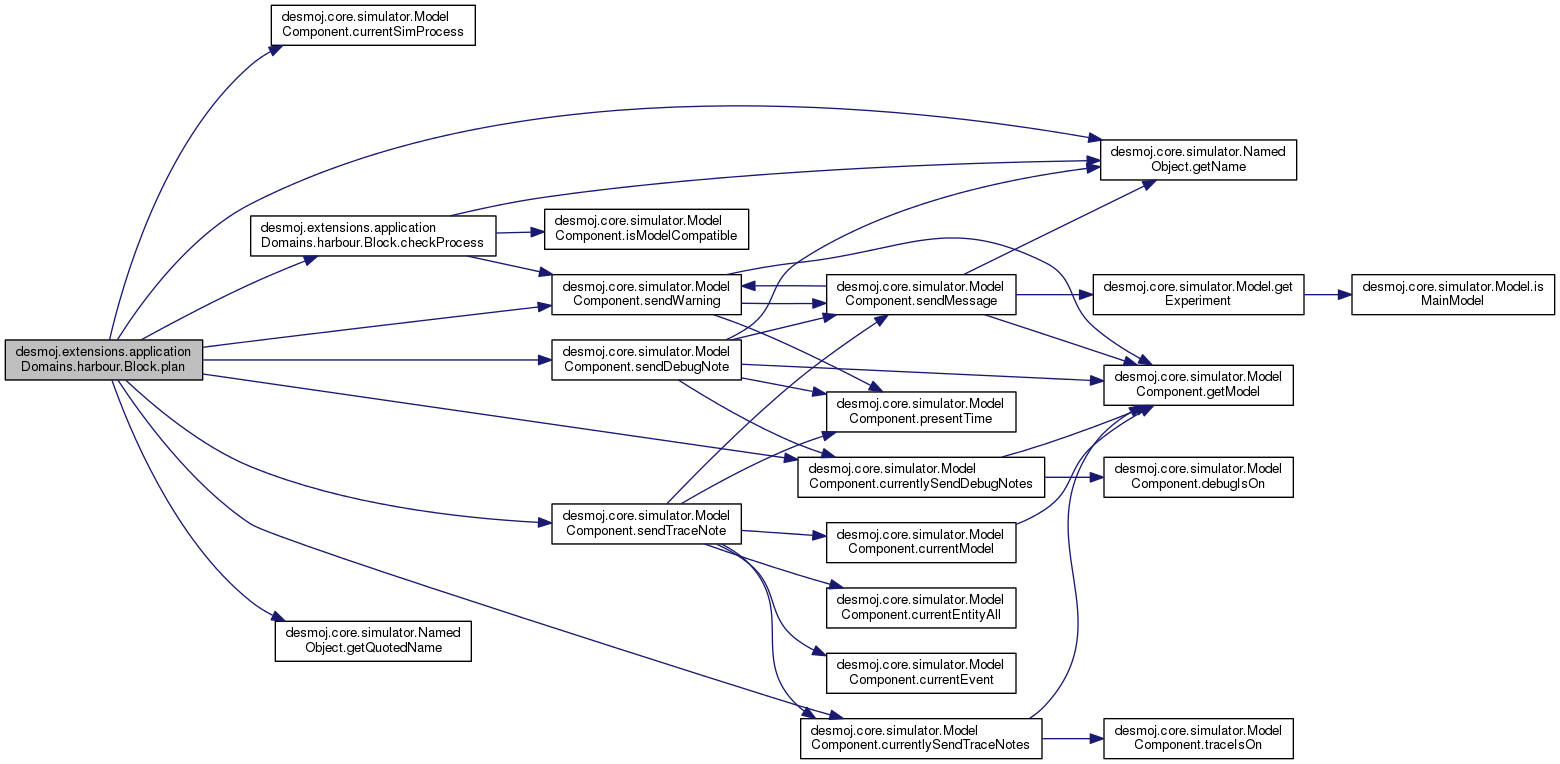 desmoj.core.simulator.Model
Component.currentSimProcess
desmoj.core.simulator.Named
Object.getName
desmoj.extensions.application
Domains.harbour.Block.checkProcess
desmoj.core.simulator.Model
Component.isModelCompatible
desmoj.core.simulator.Model
Component.sendWarning
desmoj.core.simulator.Model
Component.sendMessage
desmoj.core.simulator.Model.get
Experiment
desmoj.core.simulator.Model.is
MainModel
desmoj.extensions.application
Domains.harbour.Block.plan
desmoj.core.simulator.Model
Component.sendDebugNote
desmoj.core.simulator.Model
Component.getModel
desmoj.core.simulator.Model
Component.presentTime
desmoj.core.simulator.Model
Component.currentlySendDebugNotes
desmoj.core.simulator.Model
Component.debugIsOn
desmoj.core.simulator.Model
Component.sendTraceNote
desmoj.core.simulator.Model
Component.currentModel
desmoj.core.simulator.Model
Component.currentEntityAll
desmoj.core.simulator.Named
Object.getQuotedName
desmoj.core.simulator.Model
Component.currentEvent
desmoj.core.simulator.Model
Component.currentlySendTraceNotes
desmoj.core.simulator.Model
Component.traceIsOn